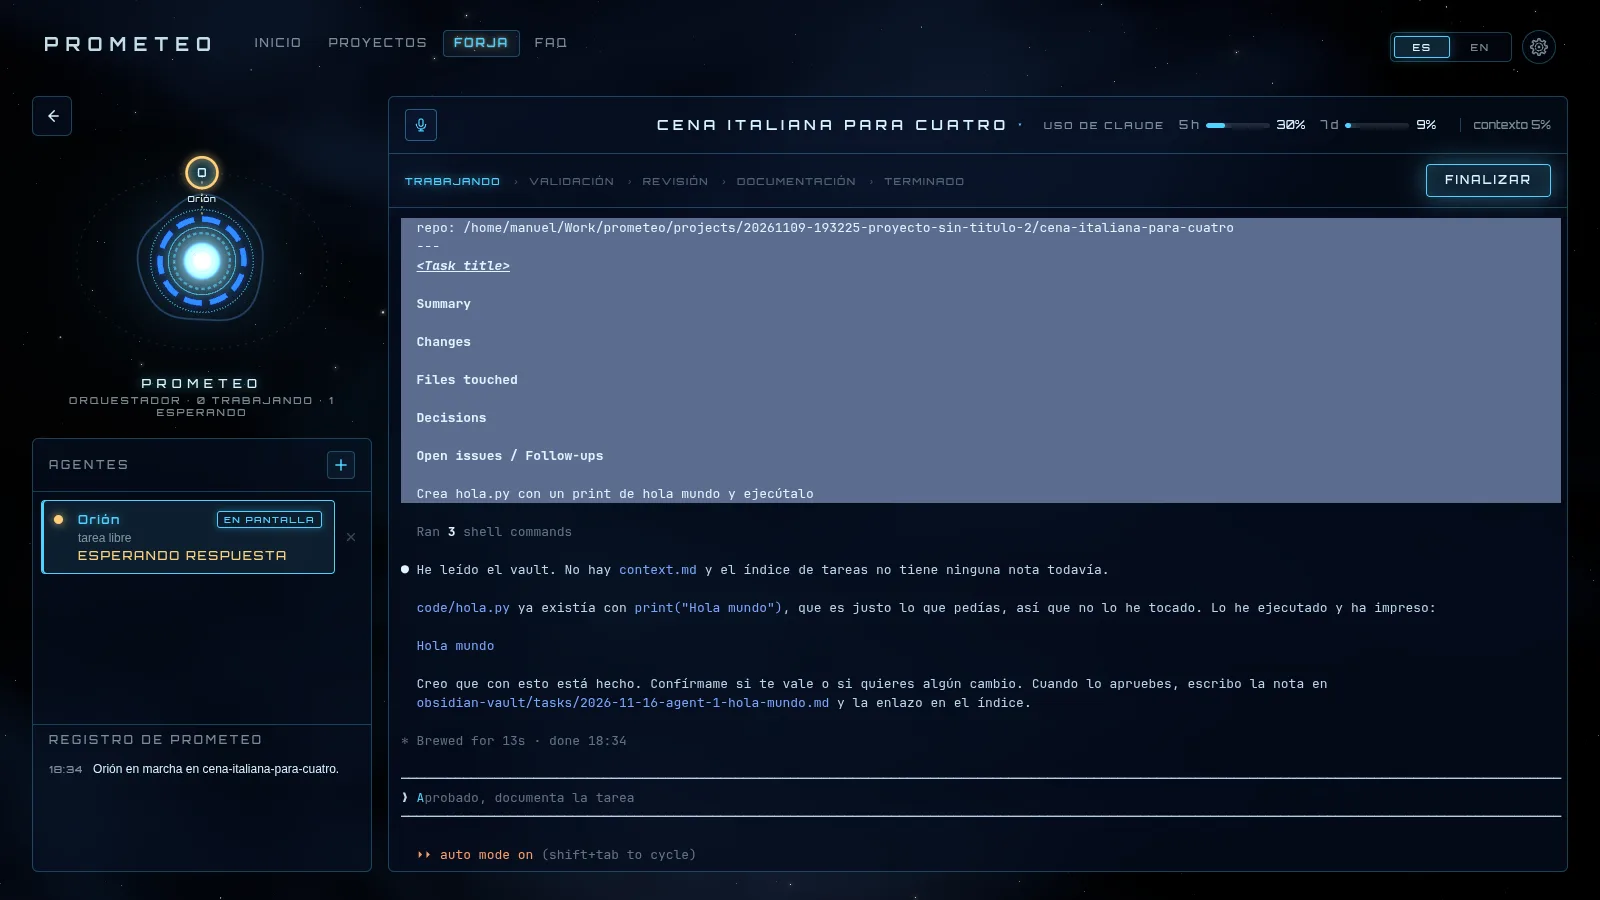 PROMETEO
INICIO
PROYECTOS
FORJA
FAQ
ES
EN
O
Orión
PROMETEO
ORQUESTADOR · 0 TRABAJANDO · 1
ESPERANDO
AGENTES
+
Orión
EN PANTALLA
tarea libre
ESPERANDO RESPUESTA
×
REGISTRO DE PROMETEO
18:34 Orión en marcha en cena-italiana-para-cuatro.
CENA ITALIANA PARA CUATRO ·
USO DE CLAUDE 5h 30% 7d 9% contexto 5%
TRABAJANDO › VALIDACIÓN › REVISIÓN › DOCUMENTACIÓN › TERMINADO
FINALIZAR
repo: /home/manuel/Work/prometeo/projects/20261109-193225-proyecto-sin-titulo-2/cena-italiana-para-cuatro
---
<Task title>
Summary
Changes
Files touched
Decisions
Open issues / Follow-ups
Crea hola.py con un print de hola mundo y ejecútalo
Ran 3 shell commands
● He leído el vault. No hay context.md y el índice de tareas no tiene ninguna nota todavía.
code/hola.py ya existía con print("Hola mundo"), que es justo lo que pedías, así que no lo he tocado. Lo he ejecutado y ha impreso:
Hola mundo
Creo que con esto está hecho. Confírmame si te vale o si quieres algún cambio. Cuando lo apruebes, escribo la nota en
obsidian-vault/tasks/2026-11-16-agent-1-hola-mundo.md y la enlazo en el índice.
* Brewed for 13s · done 18:34
❯ Aprobado, documenta la tarea
⏵⏵ auto mode on (shift+tab to cycle)